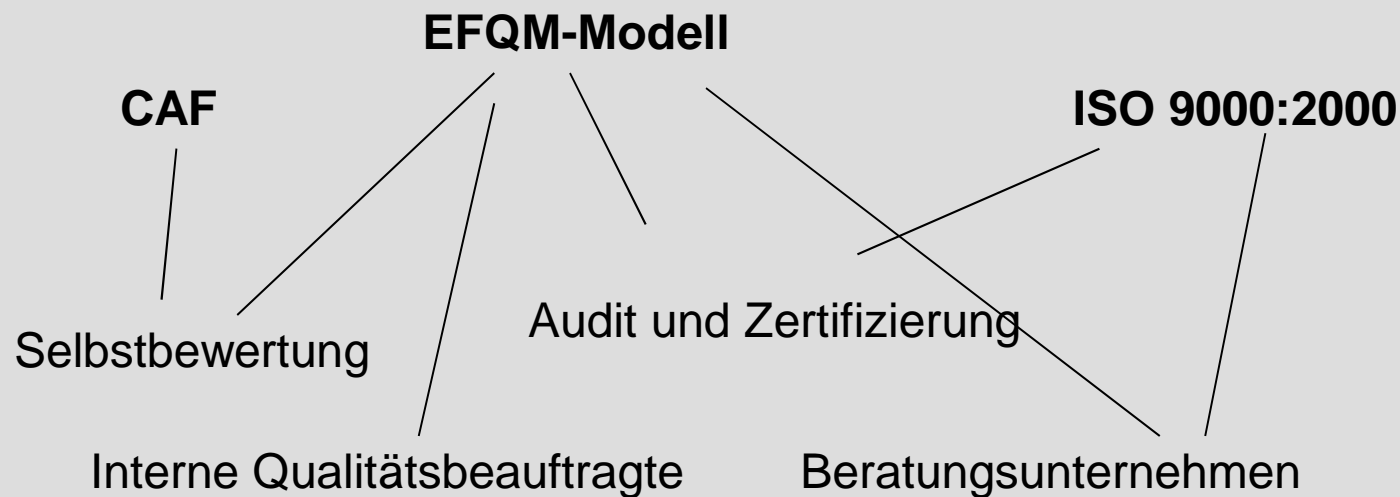 EFQM-Modell
CAF
ISO 9000:2000
Audit und Zertifizierung
Selbstbewertung
Interne Qualitätsbeauftragte
Beratungsunternehmen